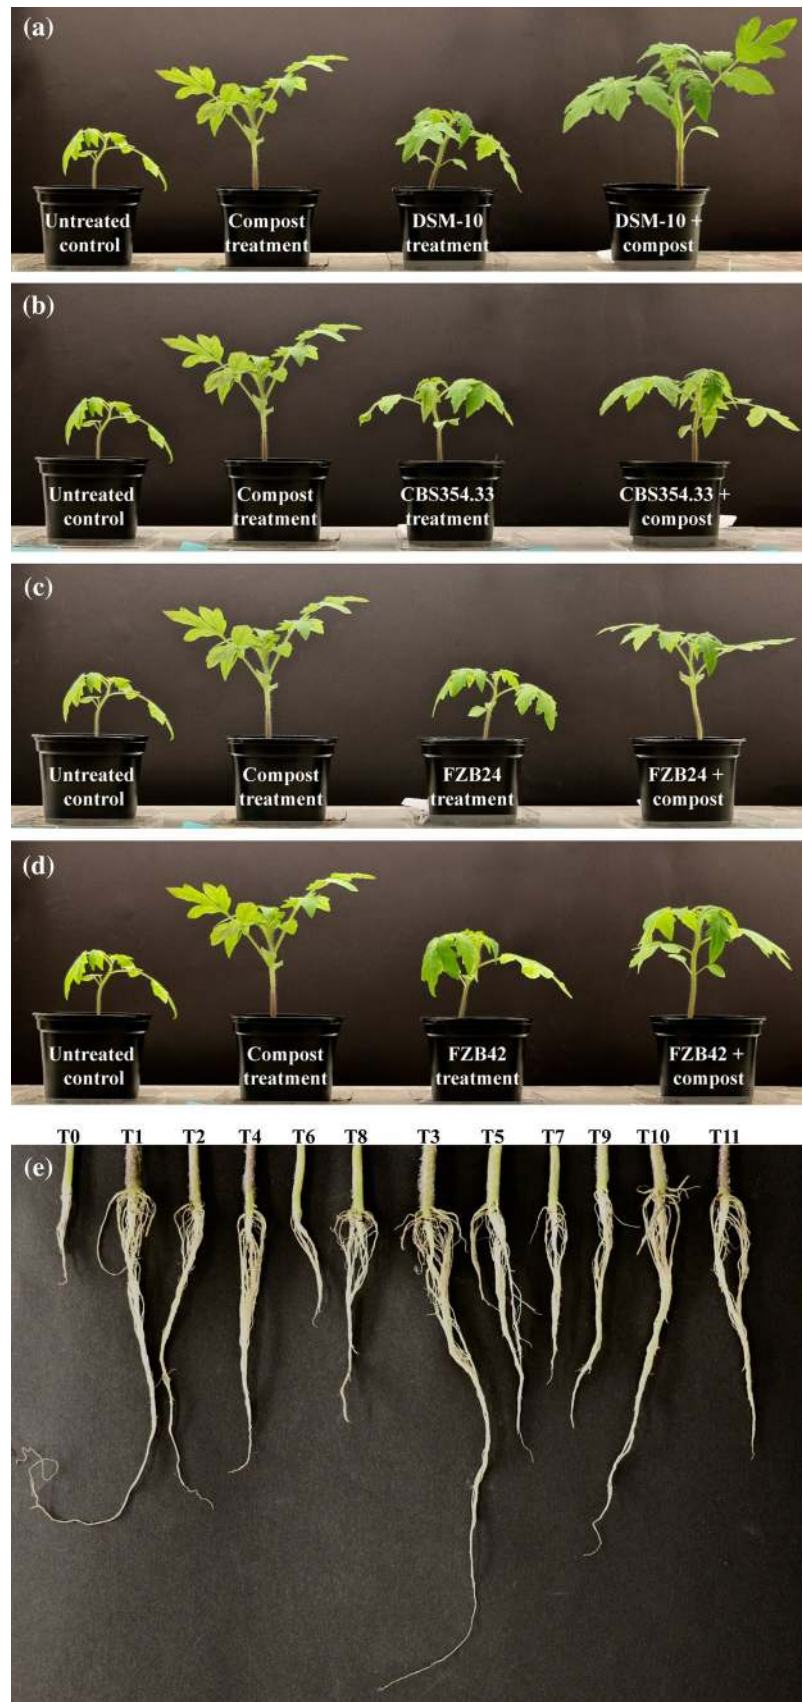 (a)
Untreated
control
Compost
treatment
DSM-10
treatment
DSM-10 +
compost
(b)
Untreated
control
Compost
treatment
CBS354.33
treatment
CBS354.33 +
compost
(c)
Untreated
control
Compost
treatment
FZB24
treatment
FZB24 +
compost
(d)
Untreated
control
Compost
treatment
FZB42
treatment
FZB42 +
compost
T0 T1 T2 T4 T6 T8 T3 T5 T7 T9 T10 T11
(e)